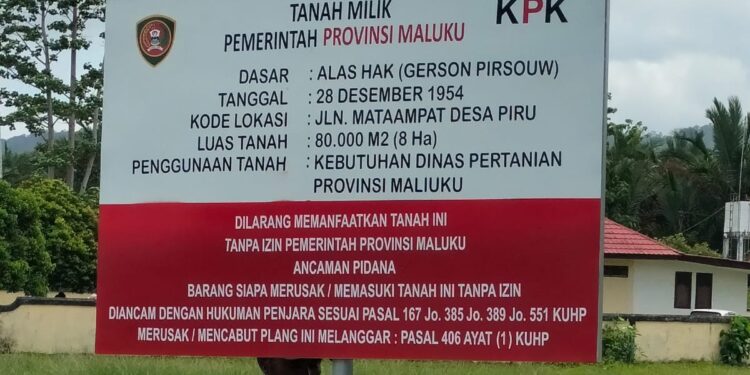 TANAH MILIK
PEMERINTAH PROVINSI MALUKU
KPK
DASAR : ALAS HAK (GERSON PIRSOUW)
TANGGAL : 28 DESEMBER 1954
KODE LOKASI : JLN. MATAAMPAT DESA PIRU
LUAS TANAH : 80.000 M2 (8 Ha)
PENGGUNAAN TANAH : KEBUTUHAN DINAS PERTANIAN
PROVINSI MALIUKU
DILARANG MEMANFAATKAN TANAH INI
TANPA IZIN PEMERINTAH PROVINSI MALUKU
ANCAMAN PIDANA
BARANG SIAPA MERUSAK / MEMASUKI TANAH INI TANPA IZIN
DIANCAM DENGAN HUKUMAN PENJARA SESUAI PASAL 167 Jo. 385 Jo. 389 Jo. 551 KUHP
MERUSAK / MENCABUT PLANG INI MELANGGAR : PASAL 406 AYAT (1) KUHP